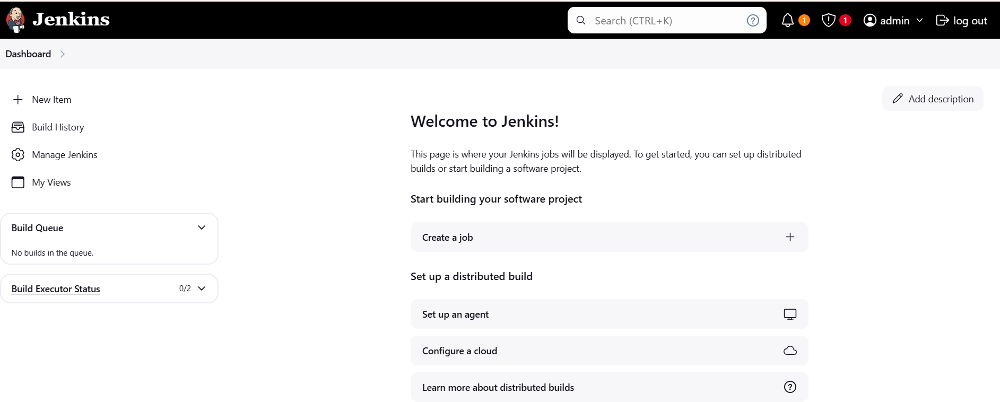 Jenkins
Search (CTRL+K)
?
1
1
admin
log out
Dashboard
New Item
Build History
Manage Jenkins
My Views
Build Queue
No builds in the queue.
Build Executor Status
0/2
Add description
Welcome to Jenkins!
This page is where your Jenkins jobs will be displayed. To get started, you can set up distributed
builds or start building a software project.
Start building your software project
Create a job
Set up a distributed build
Set up an agent
Configure a cloud
Learn more about distributed builds
?